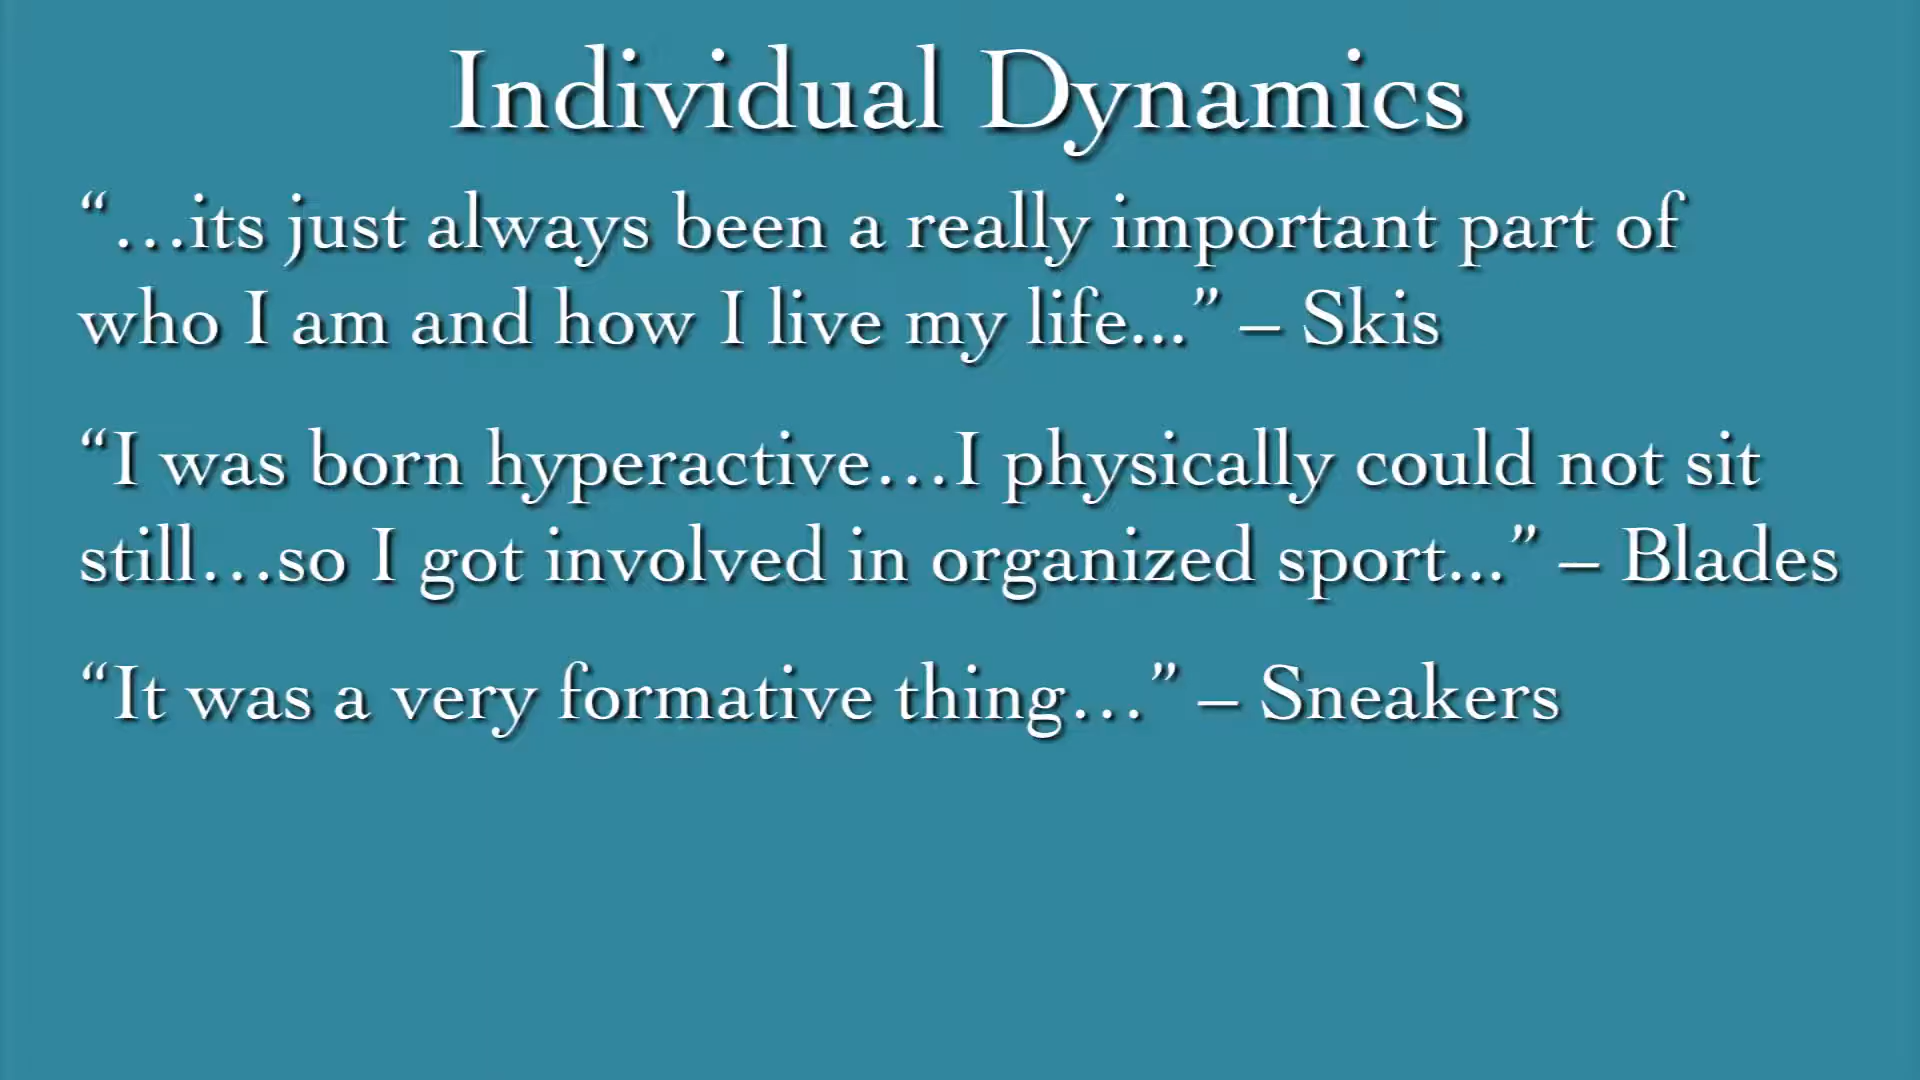 Individual Dynamics
“…its just always been a really important part of
who I am and how I live my life...” – Skis
“I was born hyperactive…I physically could not sit
still…so I got involved in organized sport...” – Blades
“It was a very formative thing…” – Sneakers